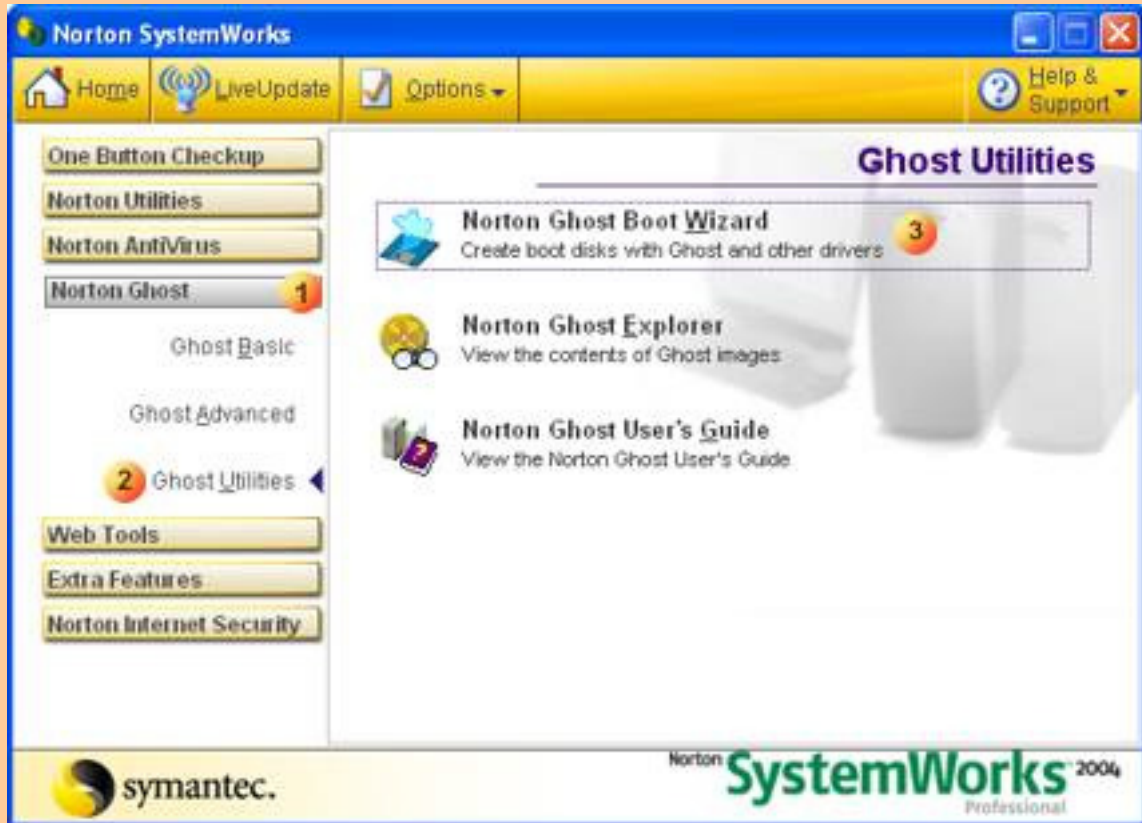 Norton SystemWorks
Home
LiveUpdate
Options
Help &
Support
One Button Checkup
Norton Utilities
Norton AntiVirus
Norton Ghost
1
Ghost Basic
Ghost Advanced
2
Ghost Utilities
Web Tools
Extra Features
Norton Internet Security
Ghost Utilities
Norton Ghost Boot Wizard
Create boot disks with Ghost and other drivers
3
Norton Ghost Explorer
View the contents of Ghost images
Norton Ghost User's Guide
View the Norton Ghost User's Guide
symantec.
Norton SystemWorks 2004
Professional